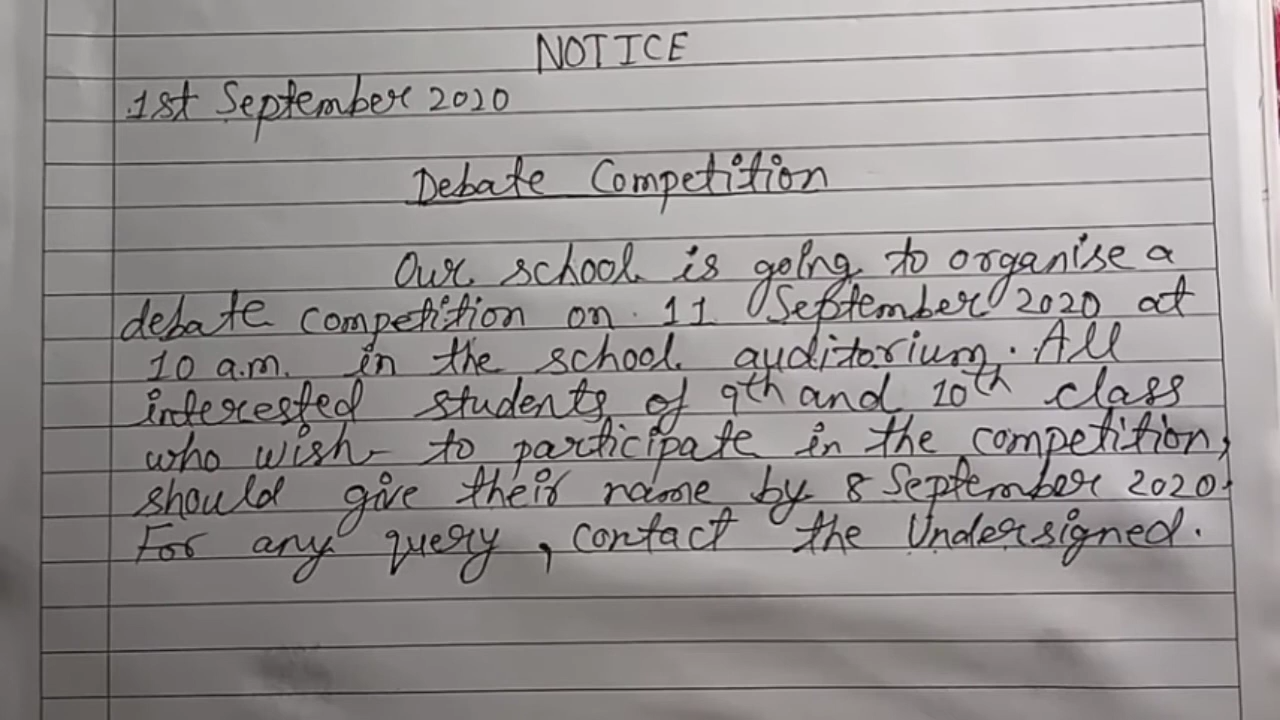 NOTICE
1st September 2020
Debate Competition
Our school is going to organise a
debate competition on 11 September 2020 at
10 a.m. in the school auditorium. All
interested students of 9th and 10th class
who wish to participate in the competition,
should give their name by 8 September 2020.
For any query, contact the Undersigned.